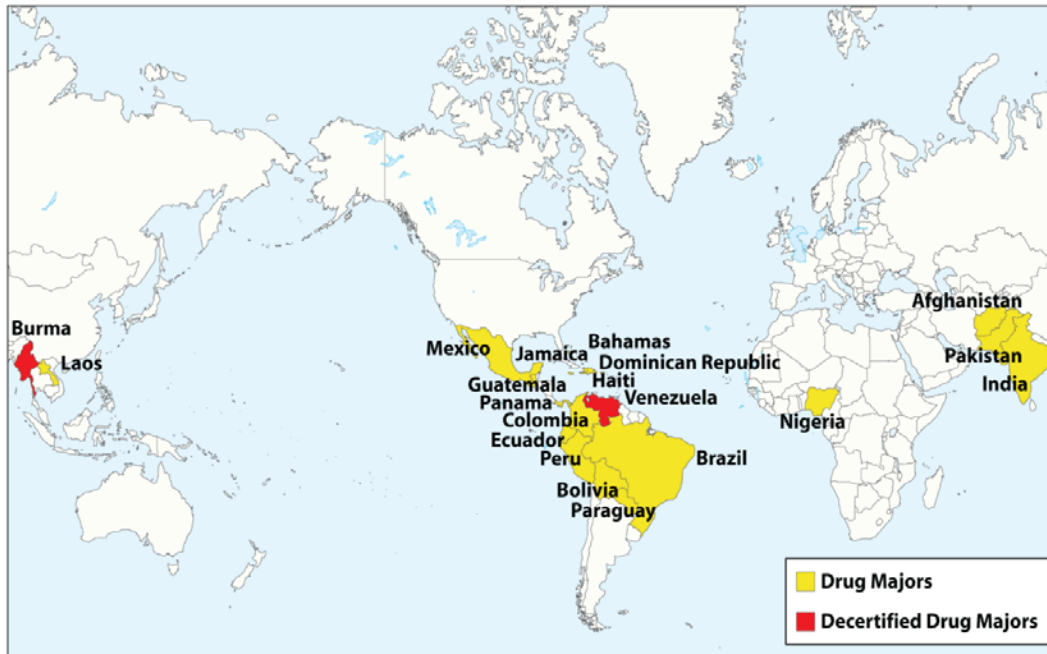 Burma
Laos
Mexico
Jamaica
Bahamas
Dominican Republic
Haiti
Guatemala
Venezuela
Panama
Colombia
Ecuador
Peru
Brazil
Bolivia
Paraguay
Afghanistan
Pakistan
India
Nigeria
Drug Majors
Decertified Drug Majors